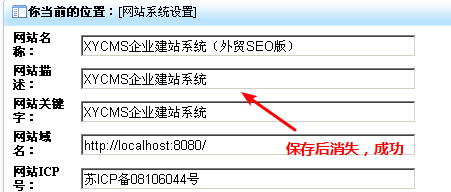 你当前的位置：[网站系统设置]
网站名称： XYCMS企业建站系统（外贸SEO版）
网站描述： XYCMS企业建站系统
网站关键字： XYCMS企业建站系统
网站域名： http://localhost:8080/
保存后消失，成功
网站ICP号： 苏ICP备08106044号